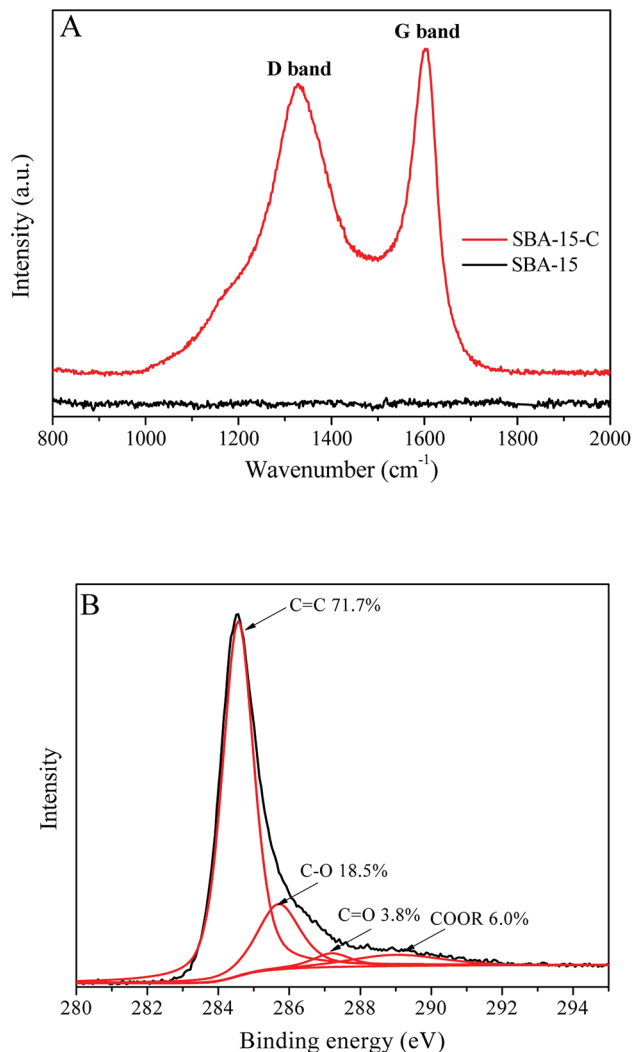 A
G band
D band
SBA-15-C
SBA-15
Intensity (a.u.)
800 1000 1200 1400 1600 1800 2000
Wavenumber (cm⁻¹)
B
C=C 71.7%
C-O 18.5%
C=O 3.8%
COOR 6.0%
Intensity
280 282 284 286 288 290 292 294
Binding energy (eV)